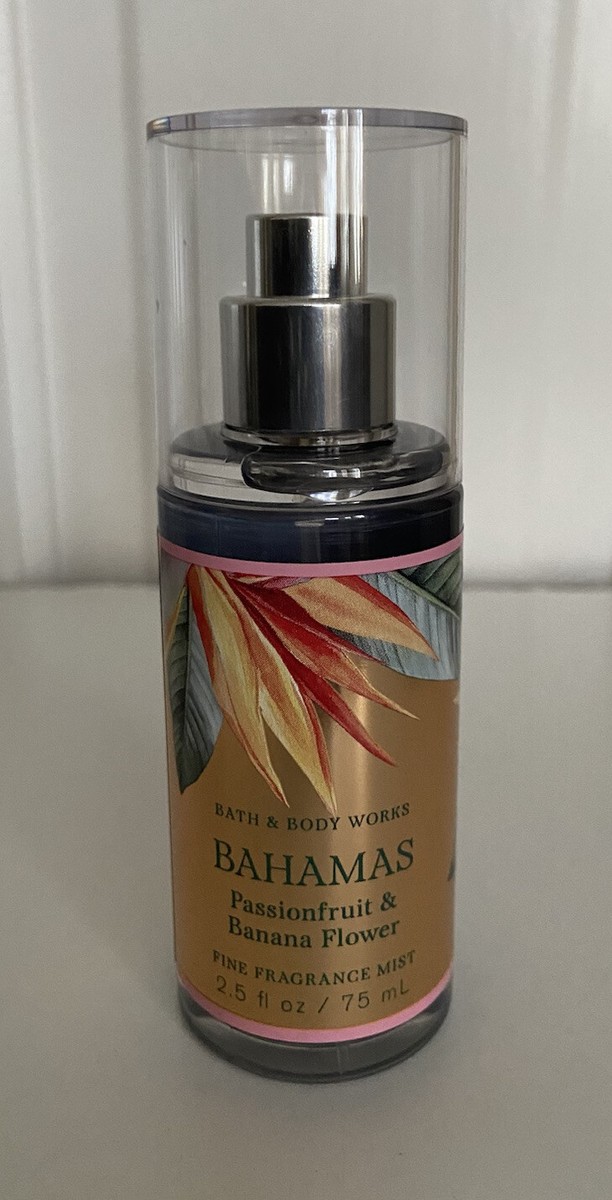 BATH & BODY WORKS
BAHAMAS
Passionfruit &
Banana Flower
FINE FRAGRANCE MIST
2.5 fl oz / 75 mL